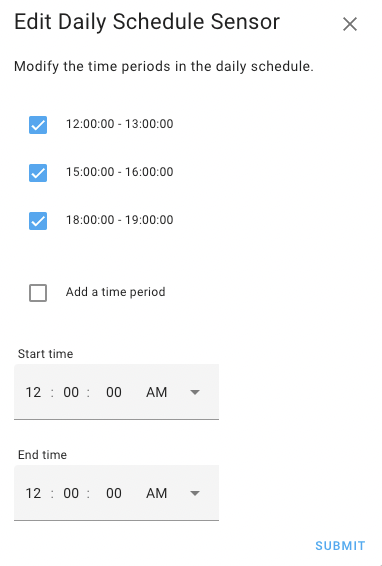 Edit Daily Schedule Sensor
Modify the time periods in the daily schedule.
12:00:00 - 13:00:00
15:00:00 - 16:00:00
18:00:00 - 19:00:00
Add a time period
Start time
12 : 00 : 00 AM
End time
12 : 00 : 00 AM
SUBMIT